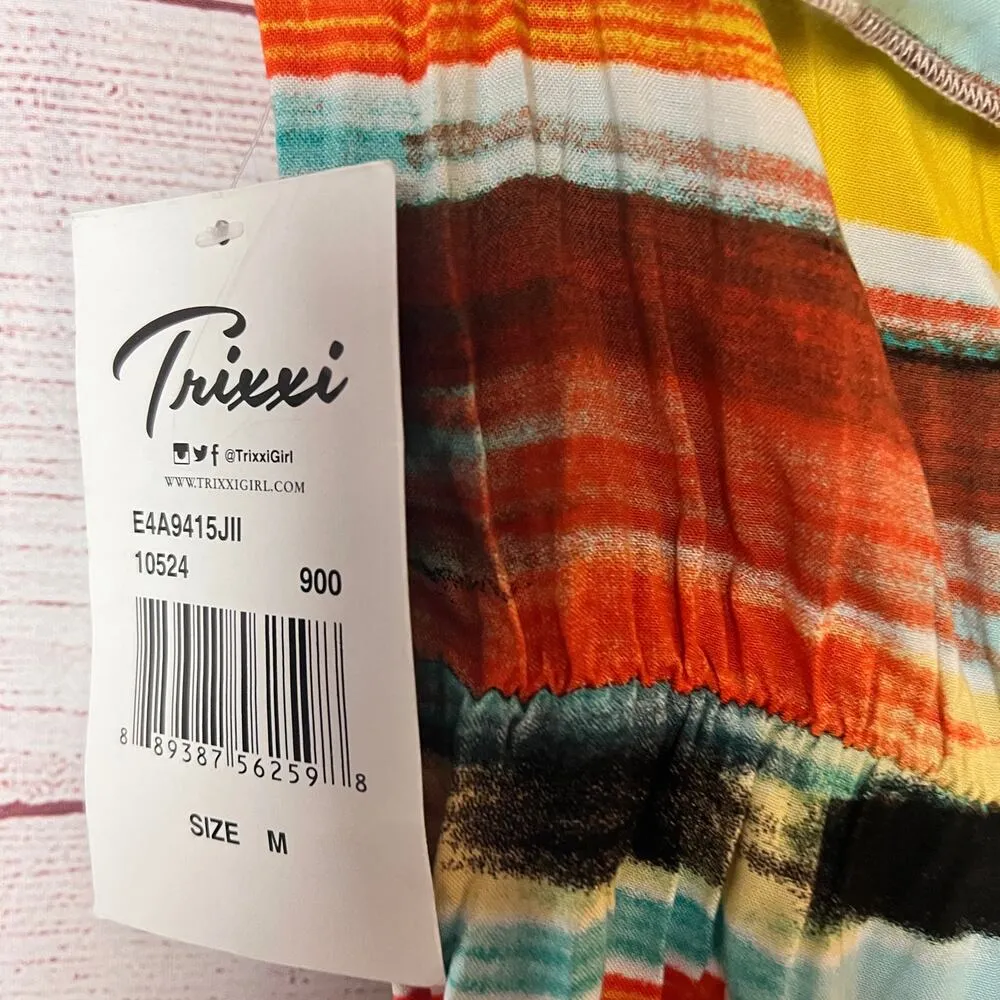 Trixxi
@TrixxiGirl
WWW.TRIXXIGIRL.COM
E4A9415JII
10524 900
8 89387 56259 8
SIZE M